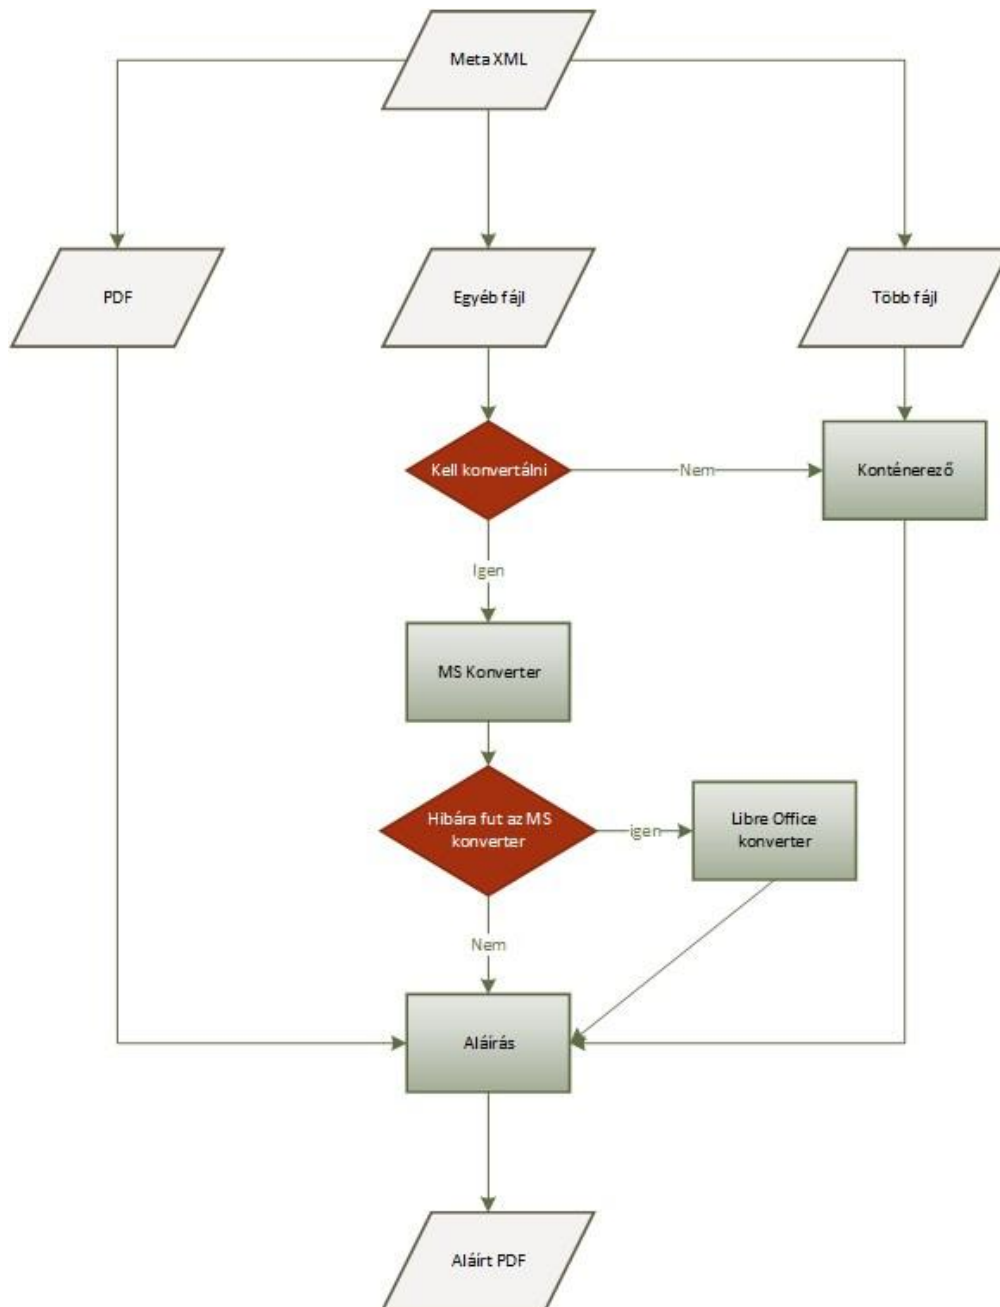 Meta XML
PDF
Egyéb fájl
Több fájl
Kell konvertálni
Nem
Konténerező
Igen
MS Konverter
Hibára fut az MS
konverter
igen
Libre Office
konverter
Nem
Aláírás
Aláírt PDF